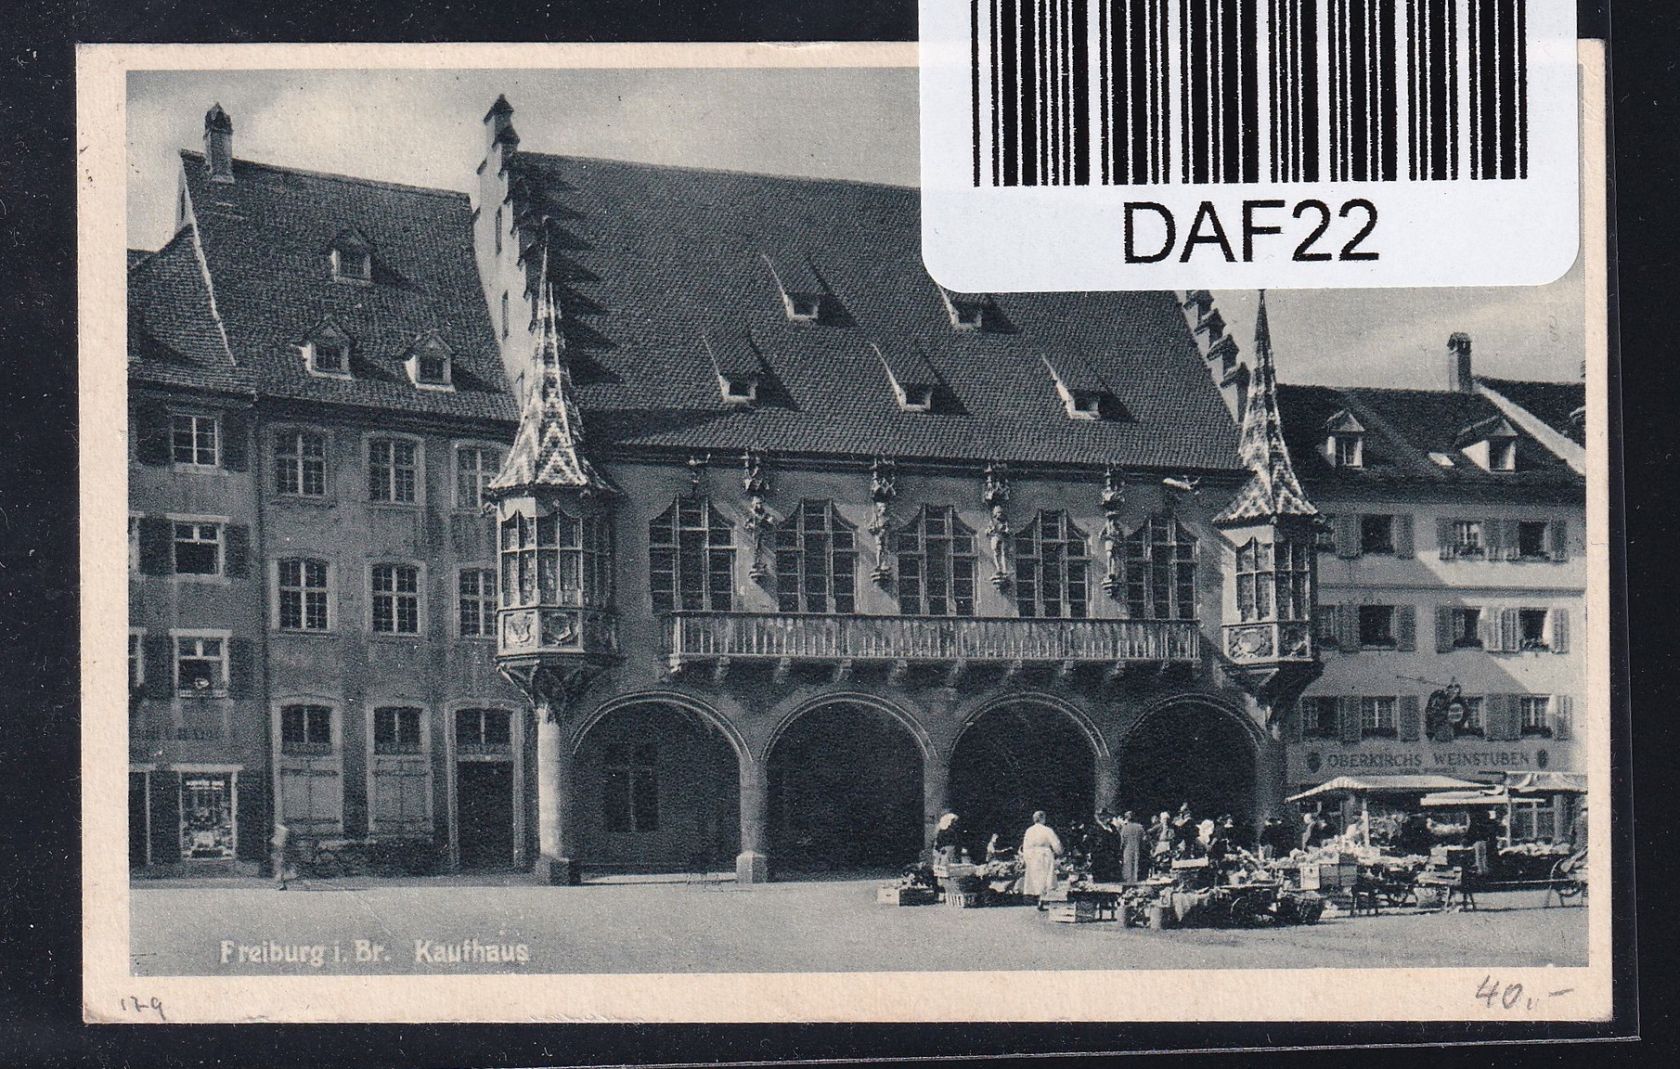 DAF22
OBERKIRCHS WEINSTUBEN
Freiburg i. Br. Kaufhaus
179
40,-